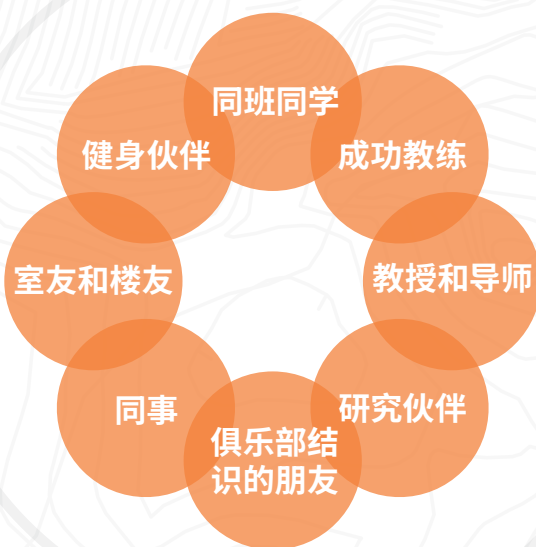 同班同学
成功教练
教授和导师
研究伙伴
俱乐部结
识的朋友
同事
室友和楼友
健身伙伴